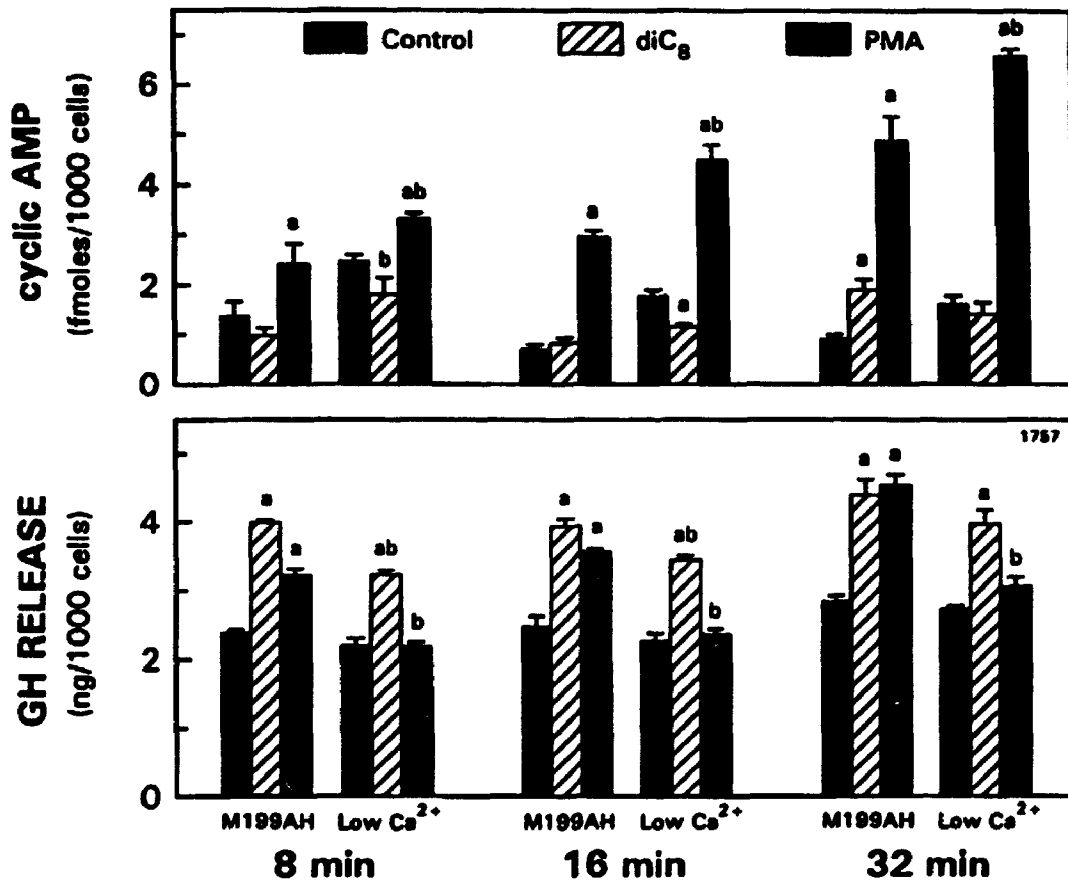 Control diC₈ PMA
cyclic AMP
(fmoles/1000 cells)
6
4
2
0
a ab a ab a ab
b a a
GH RELEASE
(ng/1000 cells)
1757
4
2
0
a a ab b a a ab b a a a b
M199AH Low Ca²⁺ M199AH Low Ca²⁺ M199AH Low Ca²⁺
8 min 16 min 32 min